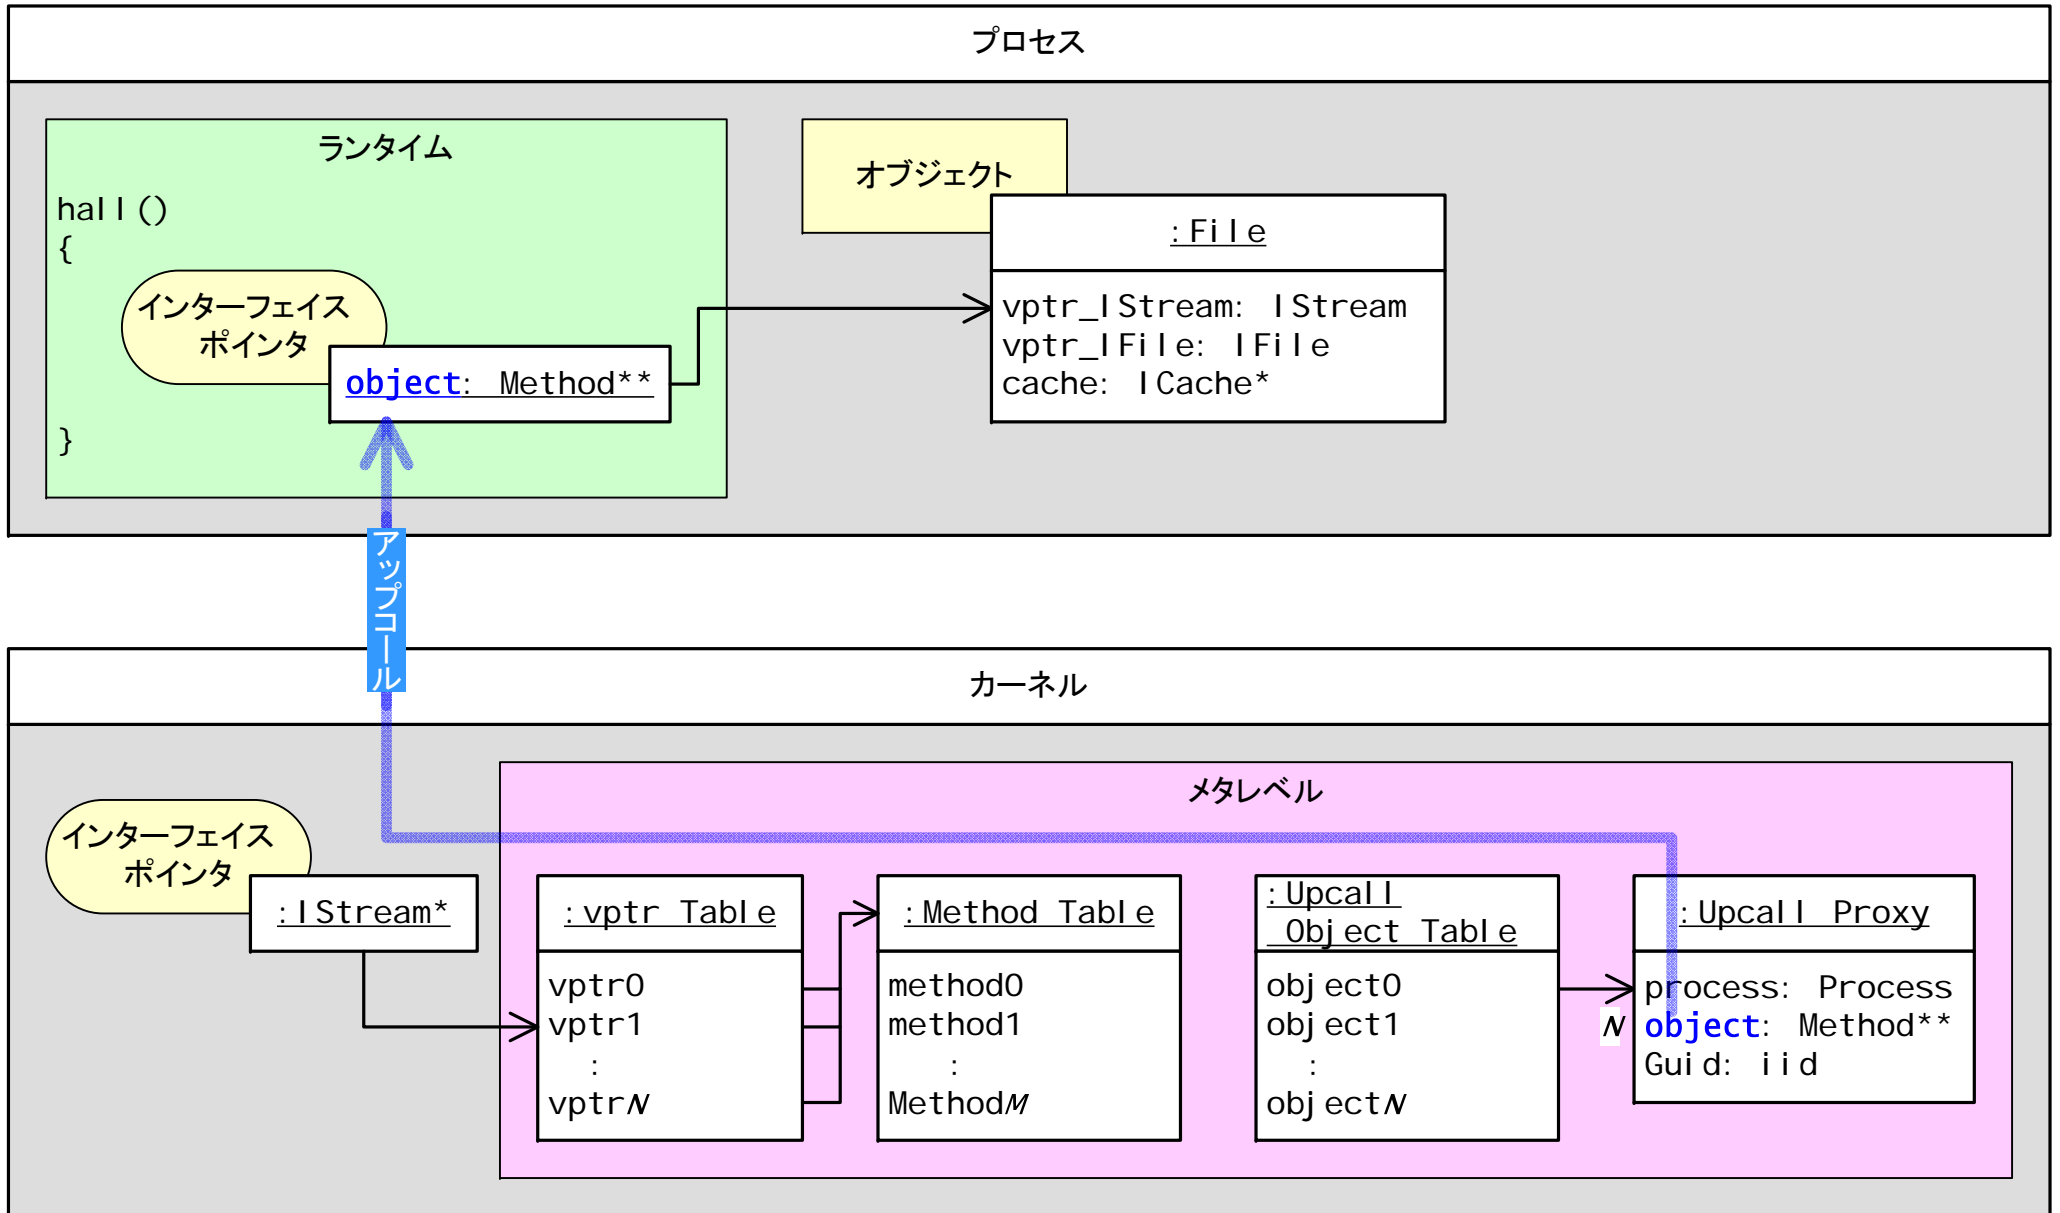 プロセス
ランタイム
hall()
{
インターフェイス
ポインタ
object: Method**
}
オブジェクト
:File
vptr_IStream: IStream
vptr_IFile: IFile
cache: ICache*
アップコール
カーネル
メタレベル
インターフェイス
ポインタ
:IStream*
:vptr Table
vptr0
vptr1
:
vptrN
:Method Table
method0
method1
:
MethodM
:Upcall
Object Table
object0
object1
:
objectN
N
:Upcall Proxy
process: Process
object: Method**
Guid: iid